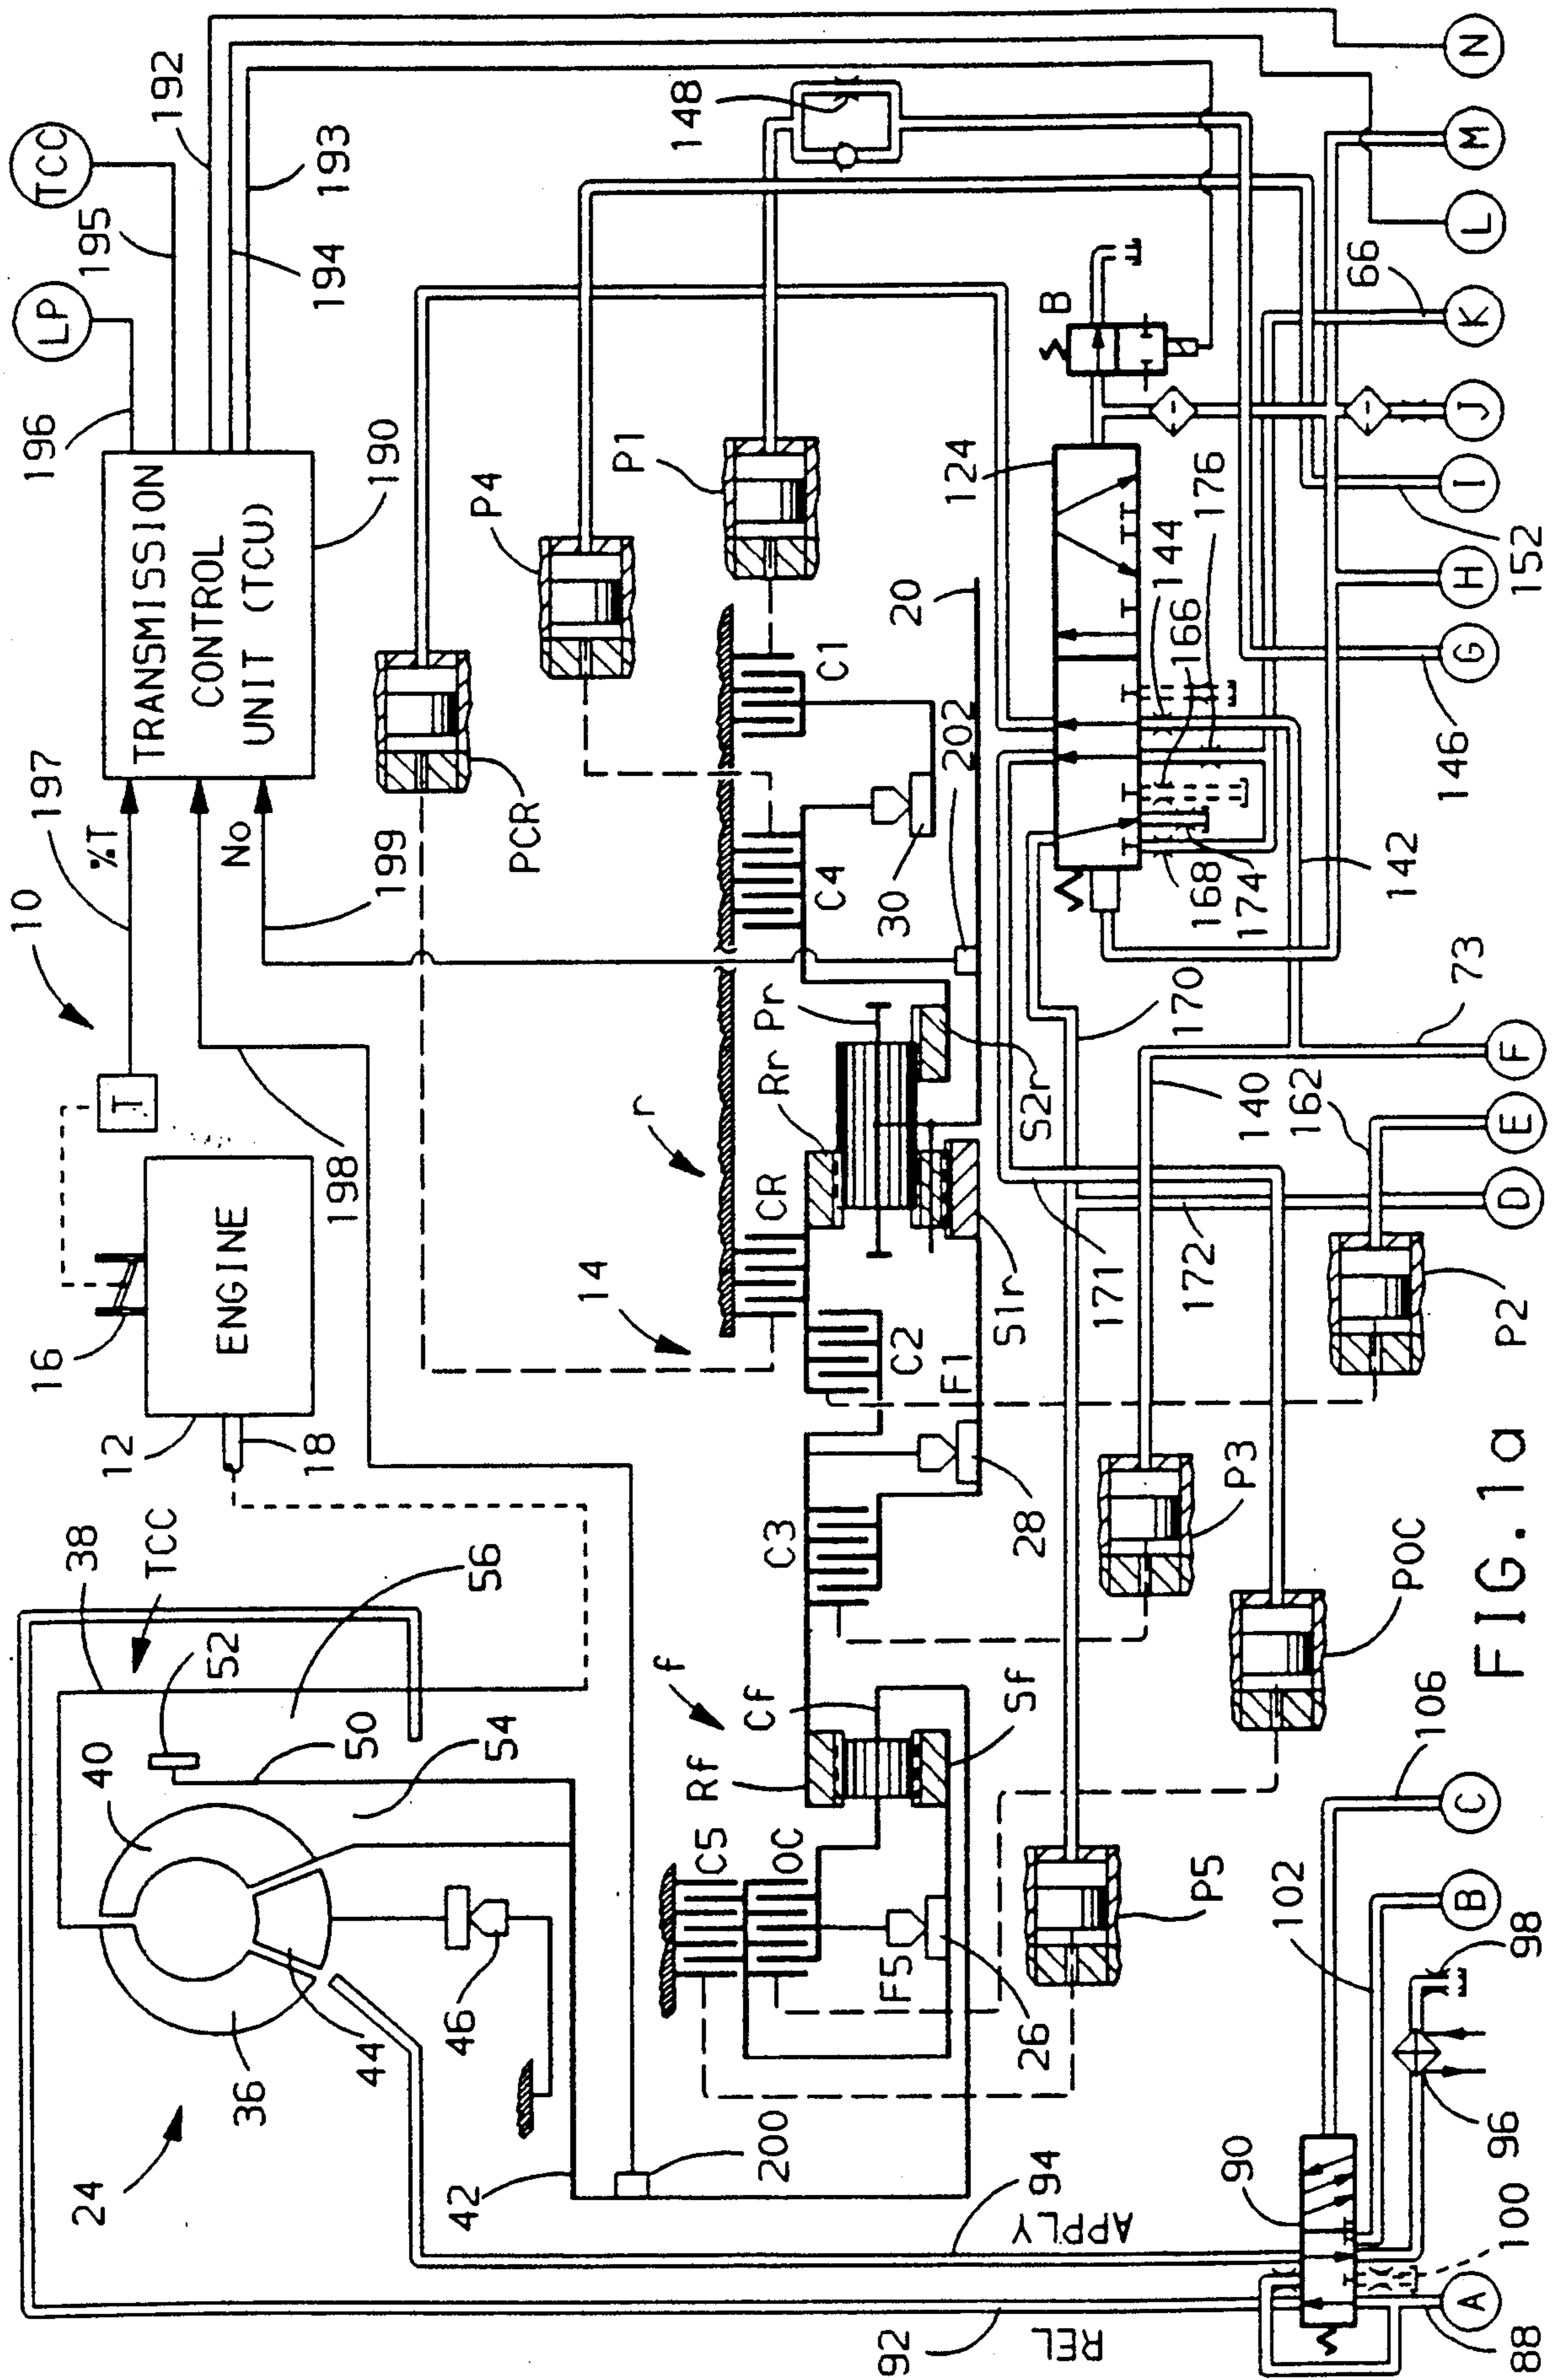 24
36
40
44
46
42
TCC
38
52
50
56
54
12
16
18
ENGINE
T
10
%T
197
No
199
198
TRANSMISSION
CONTROL
UNIT (TCU)
190
196
LP
195
TCC
192
194
193
PCR
P4
P1
148
14
r
f
C5
OC
Rf
Cf
Sf
F5
26
C3
C2
F1
28
CR
Rr
Pr
S1r
S2r
C4
C1
30
20
202
200
92
REL
94
APPLY
P5
POC
P3
P2
171
172
140
162
170
73
142
168
174
166
144
176
124
B
146
152
66
90
100
88
96
98
102
106
A
B
C
D
E
F
G
H
I
J
K
L
M
N
FIG. 1a